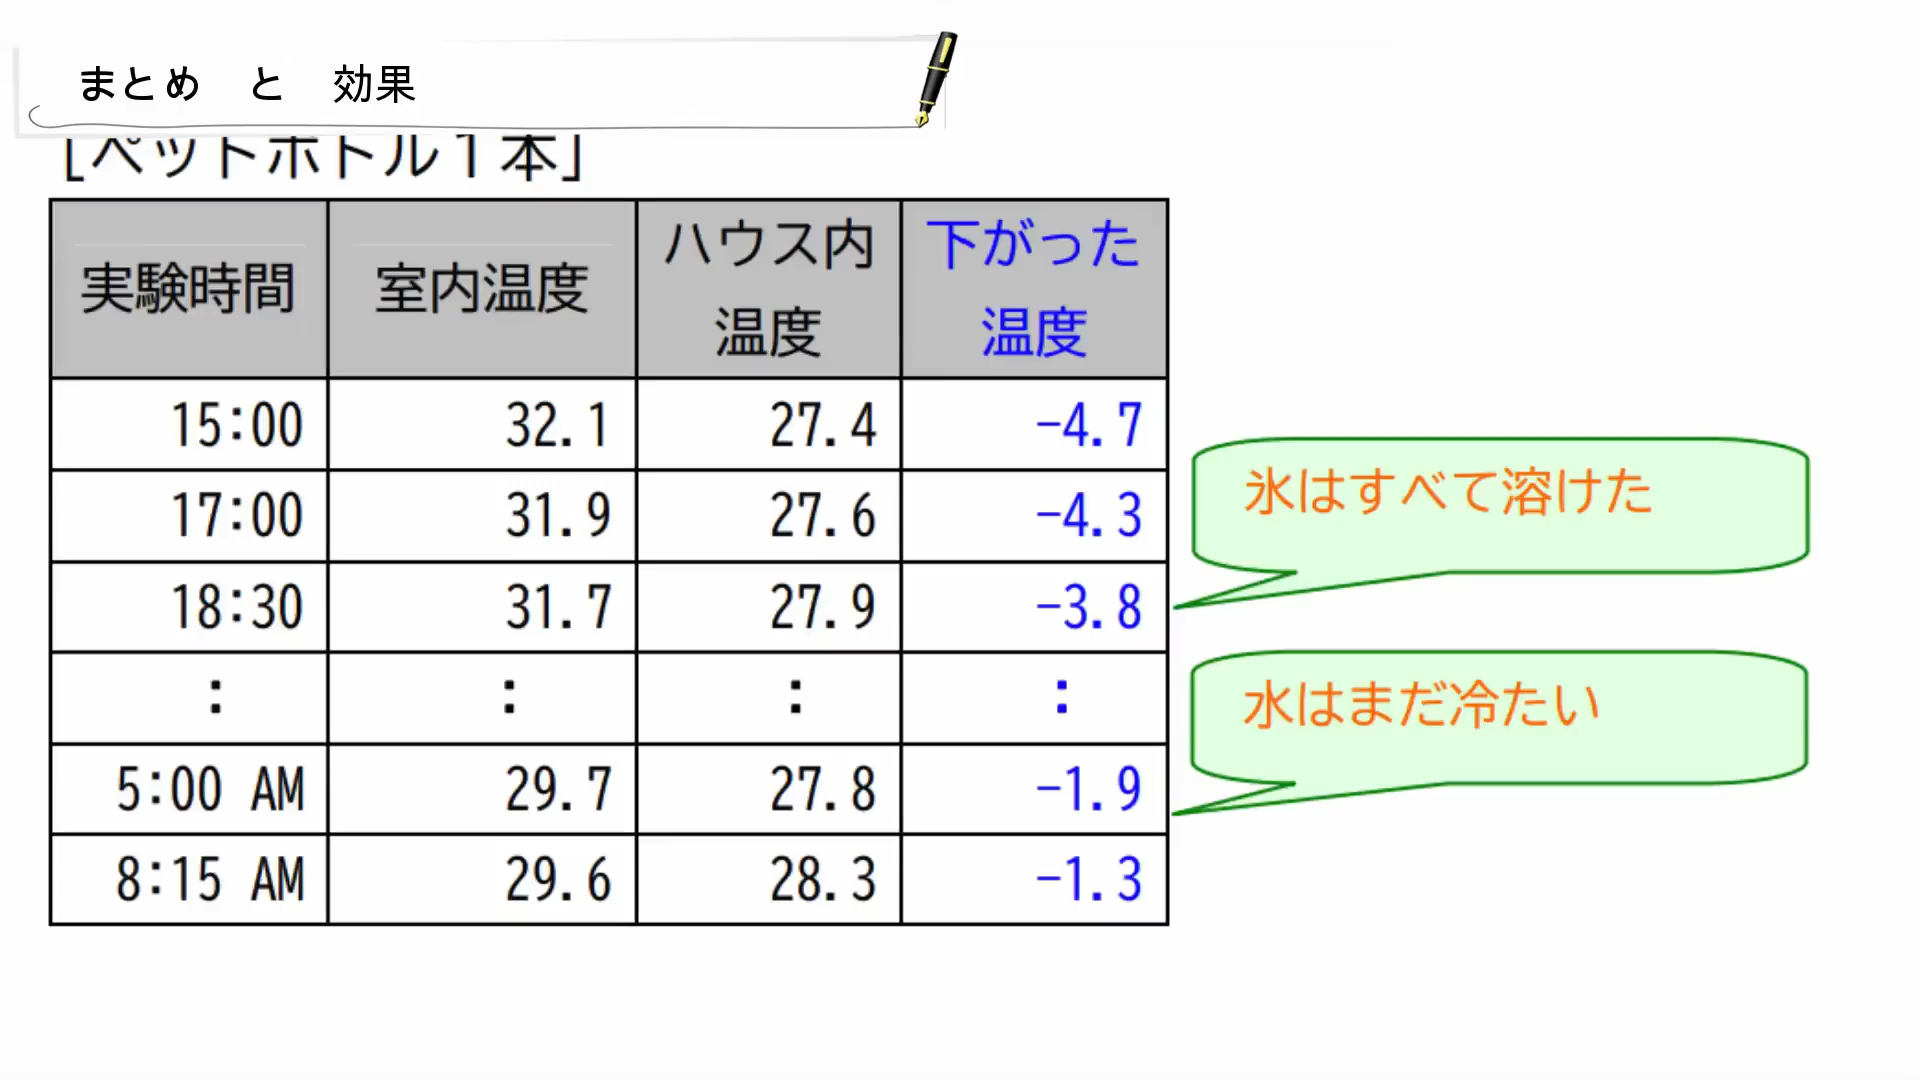 まとめ　と　効果
［ペットボトル１本］
実験時間 室内温度 ハウス内温度 下がった温度
15:00 32.1 27.4 −4.7
17:00 31.9 27.6 −4.3
18:30 31.7 27.9 −3.8
: : : :
5:00 AM 29.7 27.8 −1.9
8:15 AM 29.6 28.3 −1.3
氷はすべて溶けた
水はまだ冷たい